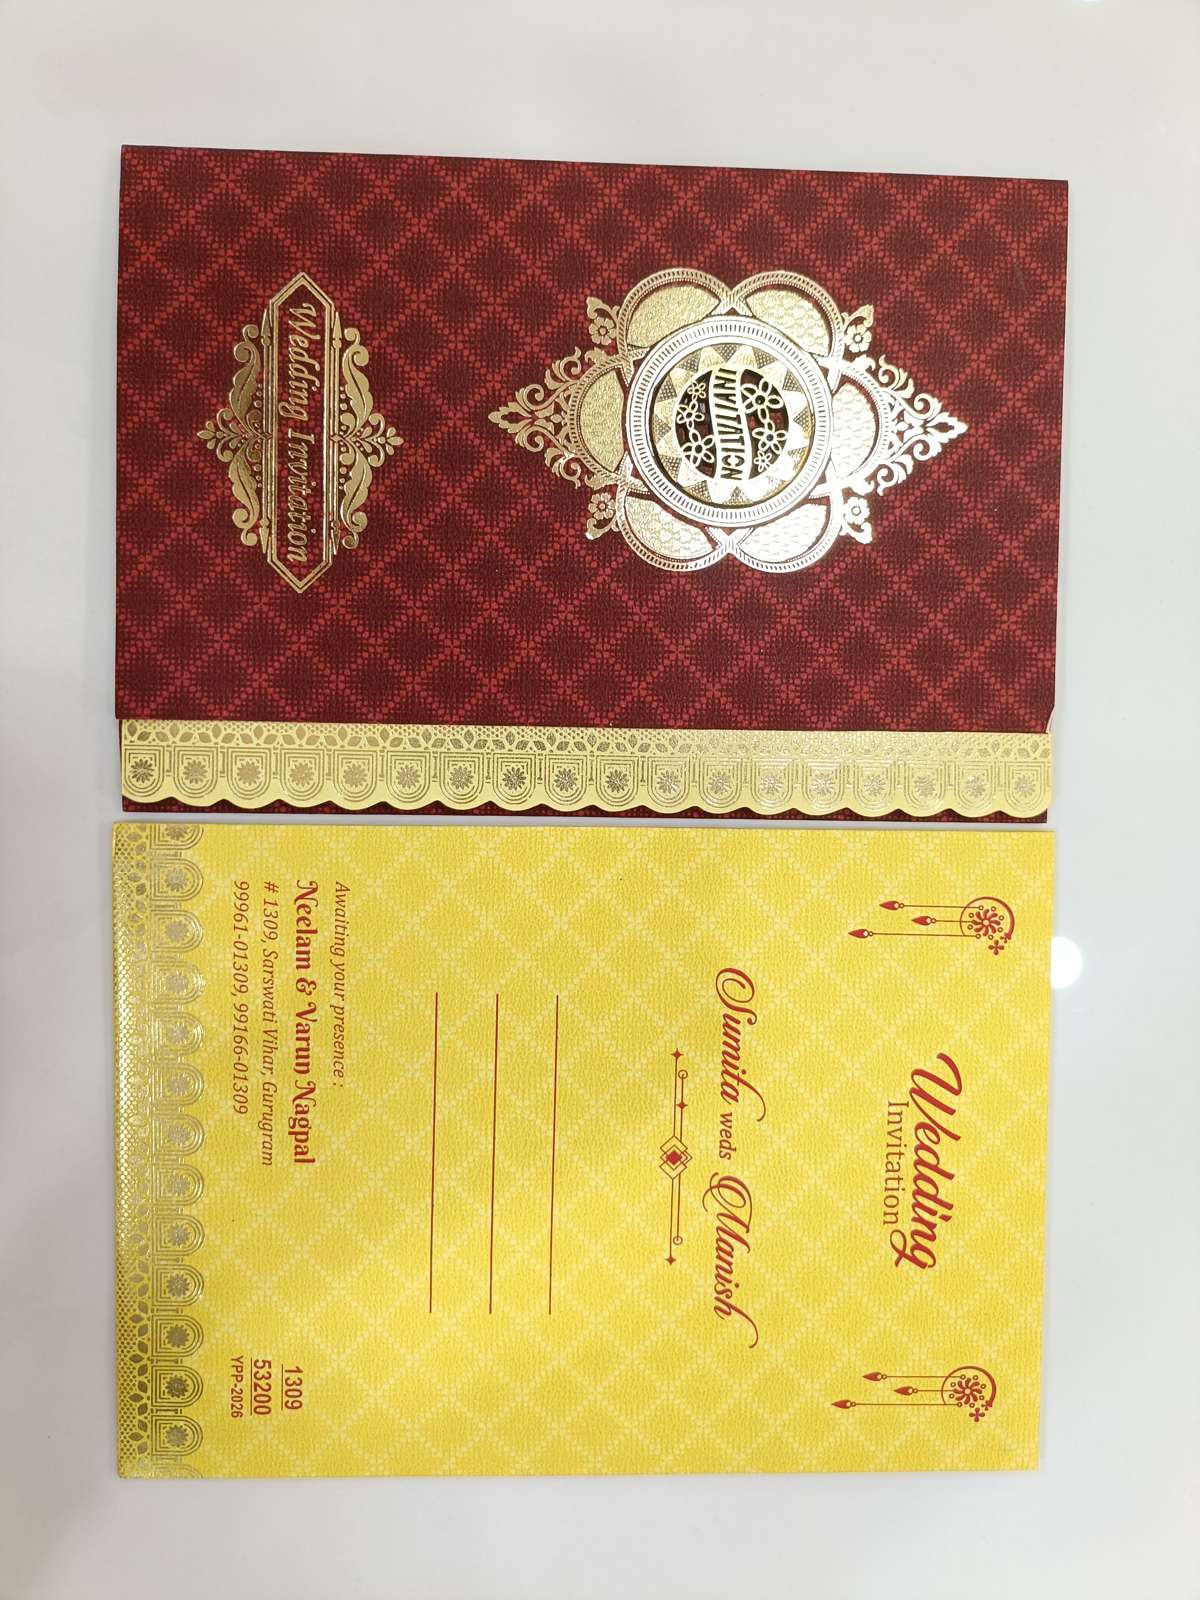 INVITATION
Wedding Invitation
Wedding
Invitation
Sumita weds Manish
Awaiting your presence :
Neelam & Varun Nagpal
# 1309, Sarswati Vihar, Gurugram
99961-01309, 99166-01309
1309
53200
YPP-2026